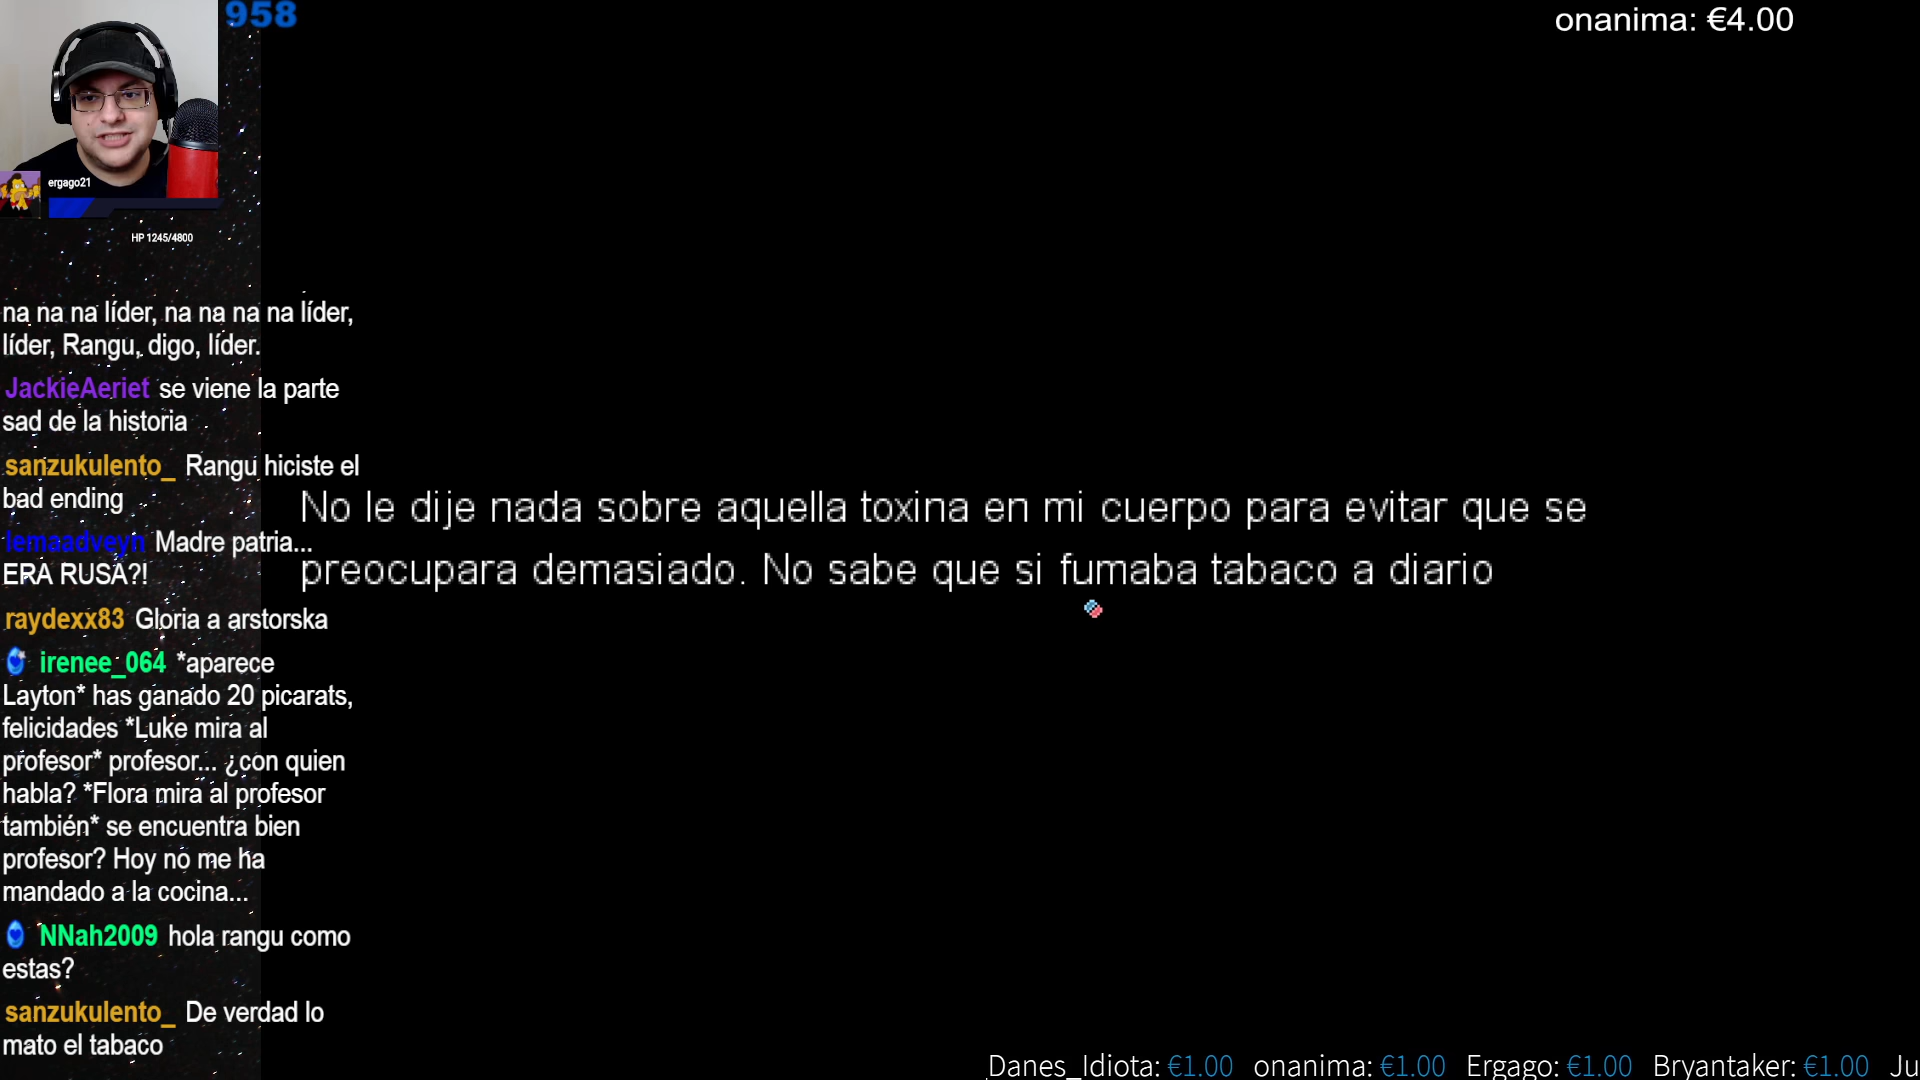 958
onanima: €4.00
ergago21
HP 1245/4800
na na na líder, na na na na líder,
líder, Rangu, digo, líder.
JackieAeriet se viene la parte
sad de la historia
sanzukulento_ Rangu hiciste el
bad ending
lemaadveyn Madre patria...
ERA RUSA?!
raydexx83 Gloria a arstorska
irenee_064 *aparece
Layton* has ganado 20 picarats,
felicidades *Luke mira al
profesor* profesor... ¿con quien
habla? *Flora mira al profesor
también* se encuentra bien
profesor? Hoy no me ha
mandado a la cocina...
NNah2009 hola rangu como
estas?
sanzukulento_ De verdad lo
mato el tabaco
No le dije nada sobre aquella toxina en mi cuerpo para evitar que se
preocupara demasiado. No sabe que si fumaba tabaco a diario
Danes_Idiota: €1.00 onanima: €1.00 Ergago: €1.00 Bryantaker: €1.00 Ju